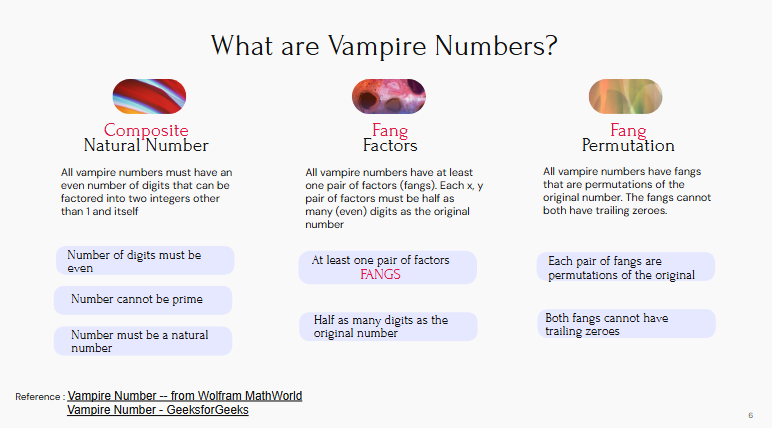 What are Vampire Numbers?
Composite
Natural Number
All vampire numbers must have an
even number of digits that can be
factored into two integers other
than 1 and itself
Number of digits must be
even
Number cannot be prime
Number must be a natural
number
Fang
Factors
All vampire numbers have at least
one pair of factors (fangs). Each x, y
pair of factors must be half as
many (even) digits as the original
number
At least one pair of factors
FANGS
Half as many digits as the
original number
Fang
Permutation
All vampire numbers have fangs
that are permutations of the
original number. The fangs cannot
both have trailing zeroes.
Each pair of fangs are
permutations of the original
Both fangs cannot have
trailing zeroes
Reference : Vampire Number -- from Wolfram MathWorld
Vampire Number - GeeksforGeeks
6